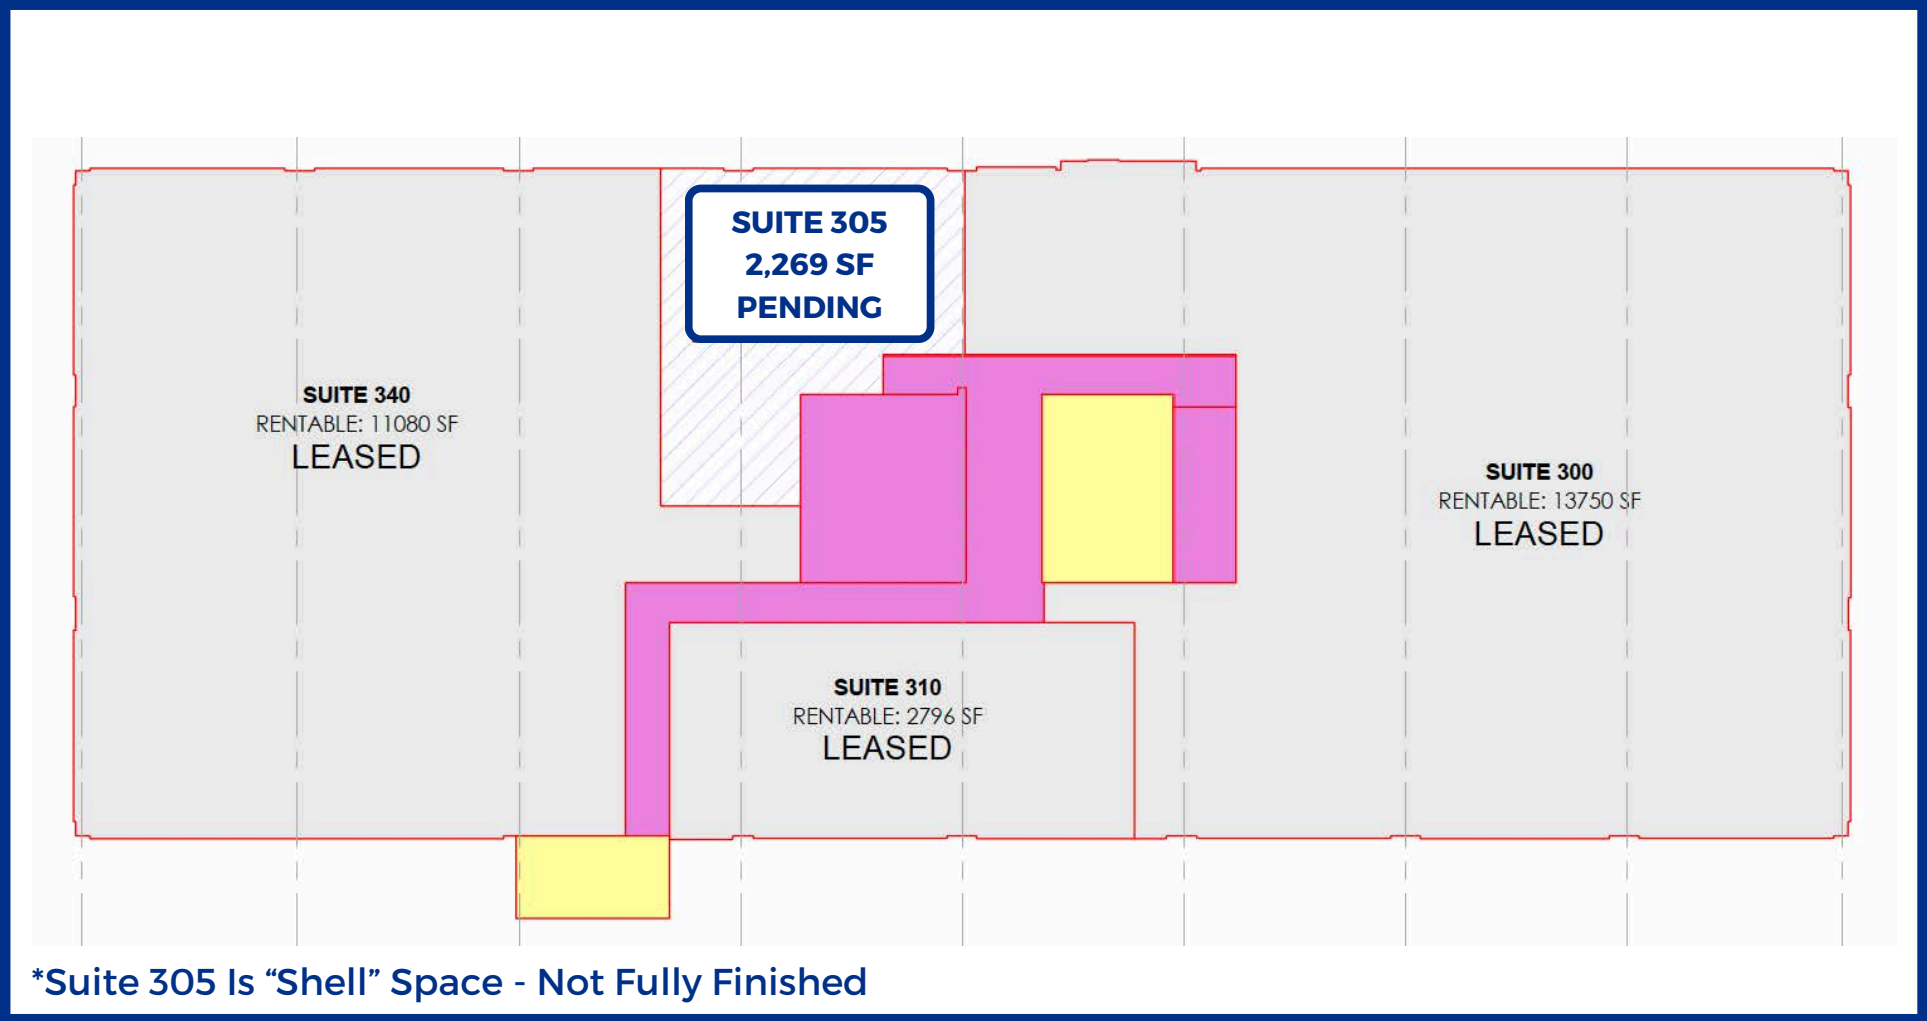 SUITE 305
2,269 SF
PENDING
SUITE 340
RENTABLE: 11080 SF
LEASED
SUITE 300
RENTABLE: 13750 SF
LEASED
SUITE 310
RENTABLE: 2796 SF
LEASED
*Suite 305 Is “Shell” Space - Not Fully Finished